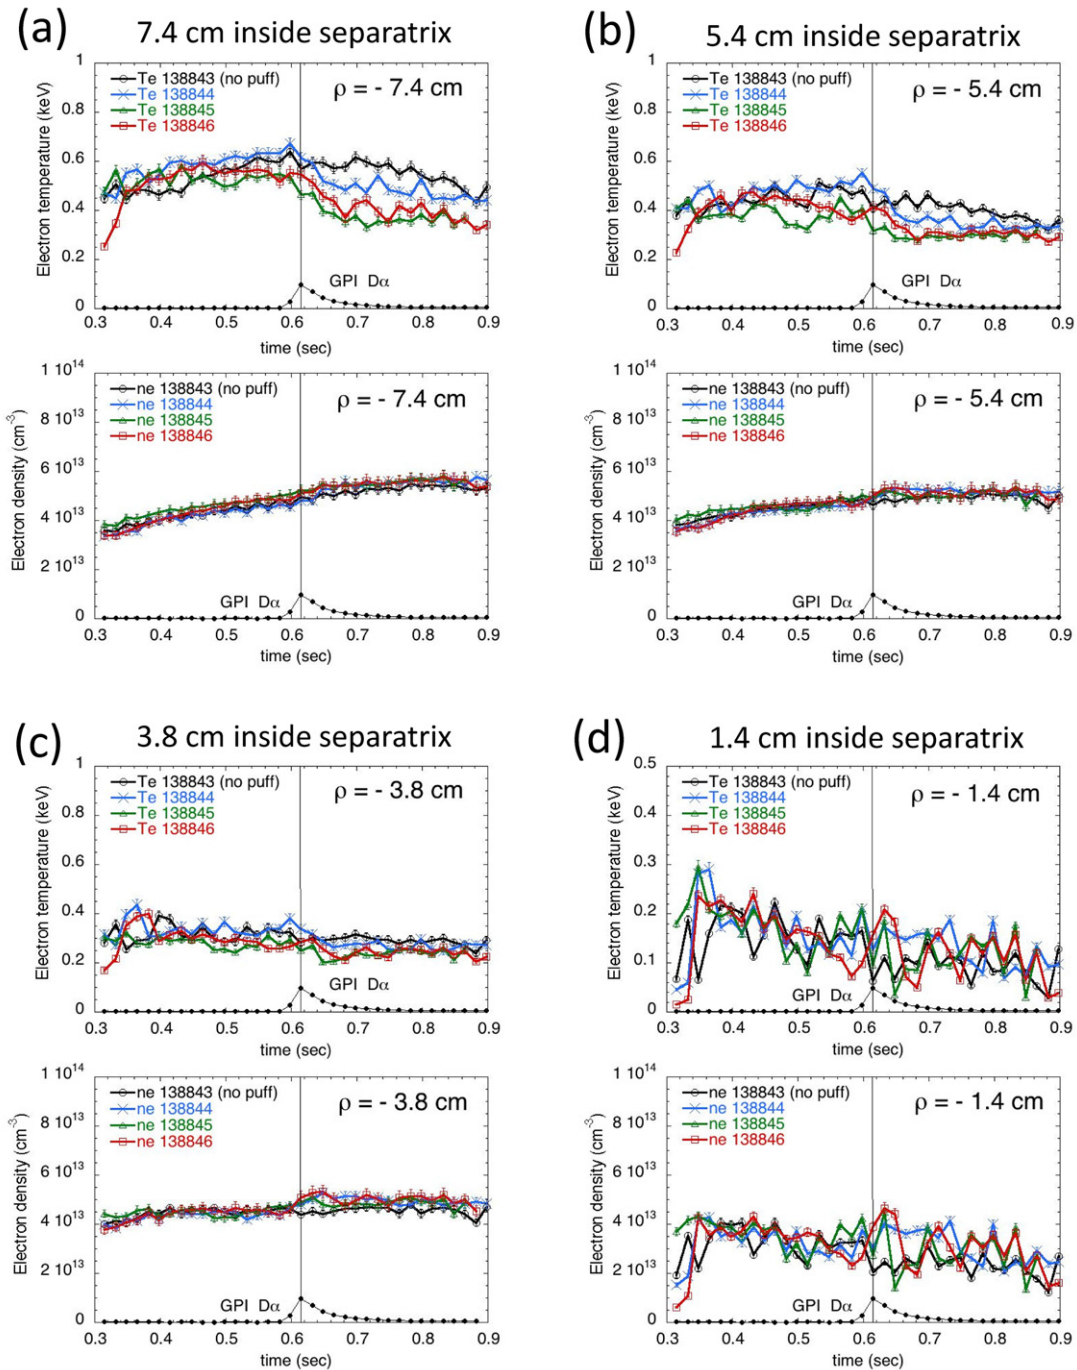 (a)
7.4 cm inside separatrix
1
0.8
0.6
0.4
0.2
0
Electron temperature (keV)
Te 138843 (no puff)
Te 138844
Te 138845
Te 138846
ρ = - 7.4 cm
GPI Dα
0.3 0.4 0.5 0.6 0.7 0.8 0.9
time (sec)
1 10^14
8 10^13
6 10^13
4 10^13
2 10^13
0
Electron density (cm^-3)
ne 138843 (no puff)
ne 138844
ne 138845
ne 138846
ρ = - 7.4 cm
GPI Dα
0.3 0.4 0.5 0.6 0.7 0.8 0.9
time (sec)
(b)
5.4 cm inside separatrix
1
0.8
0.6
0.4
0.2
0
Electron temperature (keV)
Te 138843 (no puff)
Te 138844
Te 138845
Te 138846
ρ = - 5.4 cm
GPI Dα
0.3 0.4 0.5 0.6 0.7 0.8 0.9
time (sec)
1 10^14
8 10^13
6 10^13
4 10^13
2 10^13
0
Electron density (cm^-3)
ne 138843 (no puff)
ne 138844
ne 138845
ne 138846
ρ = - 5.4 cm
GPI Dα
0.3 0.4 0.5 0.6 0.7 0.8 0.9
time (sec)
(c)
3.8 cm inside separatrix
1
0.8
0.6
0.4
0.2
0
Electron temperature (keV)
Te 138843 (no puff)
Te 138844
Te 138845
Te 138846
ρ = - 3.8 cm
GPI Dα
0.3 0.4 0.5 0.6 0.7 0.8 0.9
time (sec)
1 10^14
8 10^13
6 10^13
4 10^13
2 10^13
0
Electron density (cm^-3)
ne 138843 (no puff)
ne 138844
ne 138845
ne 138846
ρ = - 3.8 cm
GPI Dα
0.3 0.4 0.5 0.6 0.7 0.8 0.9
time (sec)
(d)
1.4 cm inside separatrix
0.5
0.4
0.3
0.2
0.1
0
Electron temperature (keV)
Te 138843 (no puff)
Te 138844
Te 138845
Te 138846
ρ = - 1.4 cm
GPI Dα
0.3 0.4 0.5 0.6 0.7 0.8 0.9
time (sec)
1 10^14
8 10^13
6 10^13
4 10^13
2 10^13
0
Electron density (cm^-3)
ne 138843 (no puff)
ne 138844
ne 138845
ne 138846
ρ = - 1.4 cm
GPI Dα
0.3 0.4 0.5 0.6 0.7 0.8 0.9
time (sec)